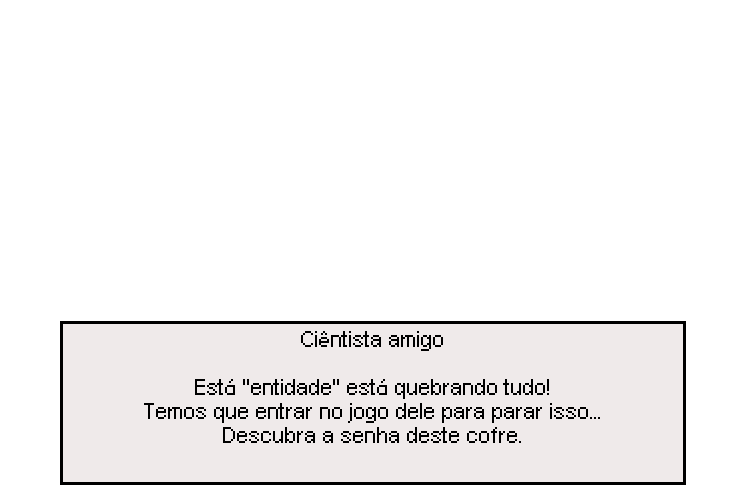 Ciêntista amigo
Está "entidade" está quebrando tudo!
Temos que entrar no jogo dele para parar isso...
Descubra a senha deste cofre.